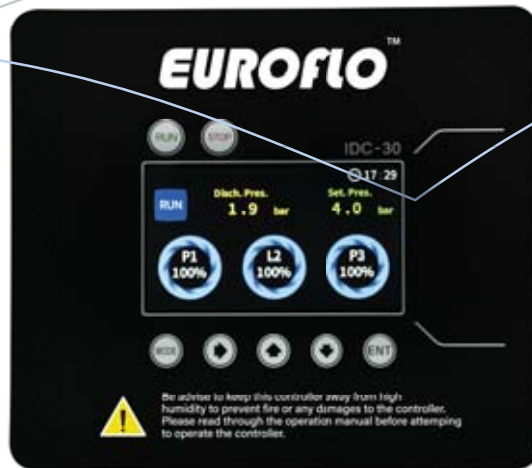 EUROFLO™
RUN STOP
IDC-30
17:29
RUN
Disch. Pres.
1.9 bar
Set. Pres.
4.0 bar
P1
100%
L2
100%
P3
100%
MODE
ENT
Be advise to keep this controller away from high
humidity to prevent fire or any damages to the controller.
Please read through the operation manual before attemping
to operate the controller.